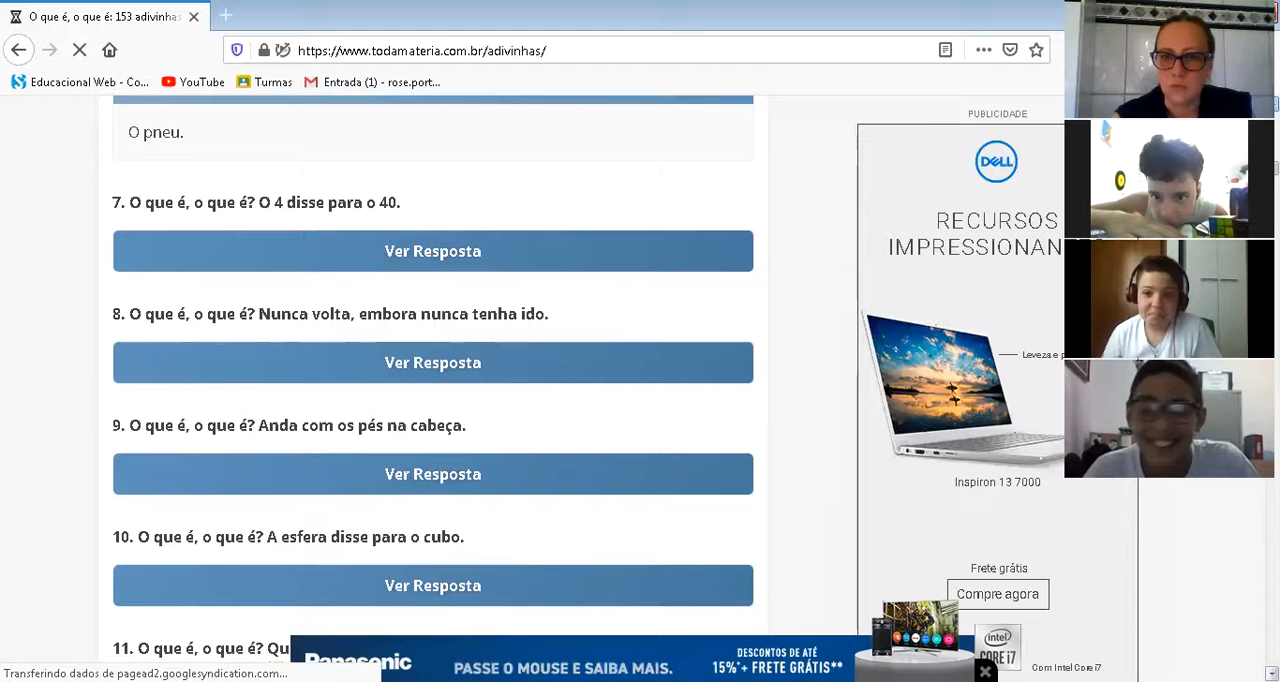 O que é, o que é: 153 adivinhas
https://www.todamateria.com.br/adivinhas/
Educacional Web - Co...
YouTube
Turmas
Entrada (1) - rose.port...
O pneu.
7. O que é, o que é? O 4 disse para o 40.
Ver Resposta
8. O que é, o que é? Nunca volta, embora nunca tenha ido.
Ver Resposta
9. O que é, o que é? Anda com os pés na cabeça.
Ver Resposta
10. O que é, o que é? A esfera disse para o cubo.
Ver Resposta
11. O que é, o que é? Qu
PUBLICIDADE
DELL
RECURSOS
IMPRESSIONAN
Leveza e p
Inspiron 13 7000
Frete grátis
Compre agora
intel
CORE i7
Com Intel Core i7
Panasonic
PASSE O MOUSE E SAIBA MAIS.
DESCONTOS DE ATÉ
15%*+ FRETE GRÁTIS**
Transferindo dados de pagead2.googlesyndication.com...